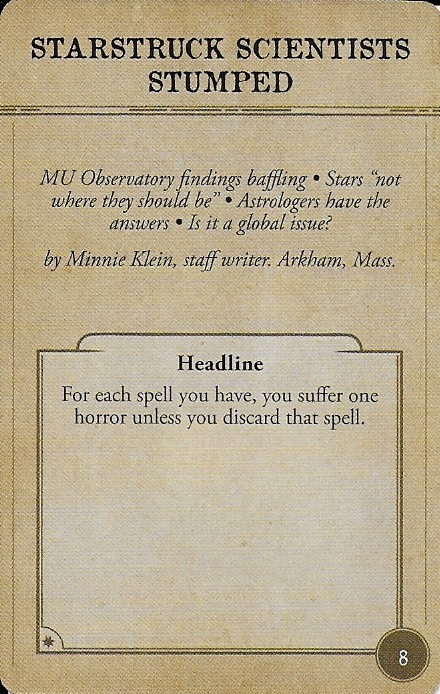 STARSTRUCK SCIENTISTS
STUMPED
MU Observatory findings baffling • Stars “not
where they should be” • Astrologers have the
answers • Is it a global issue?
by Minnie Klein, staff writer. Arkham, Mass.
Headline
For each spell you have, you suffer one
horror unless you discard that spell.
8